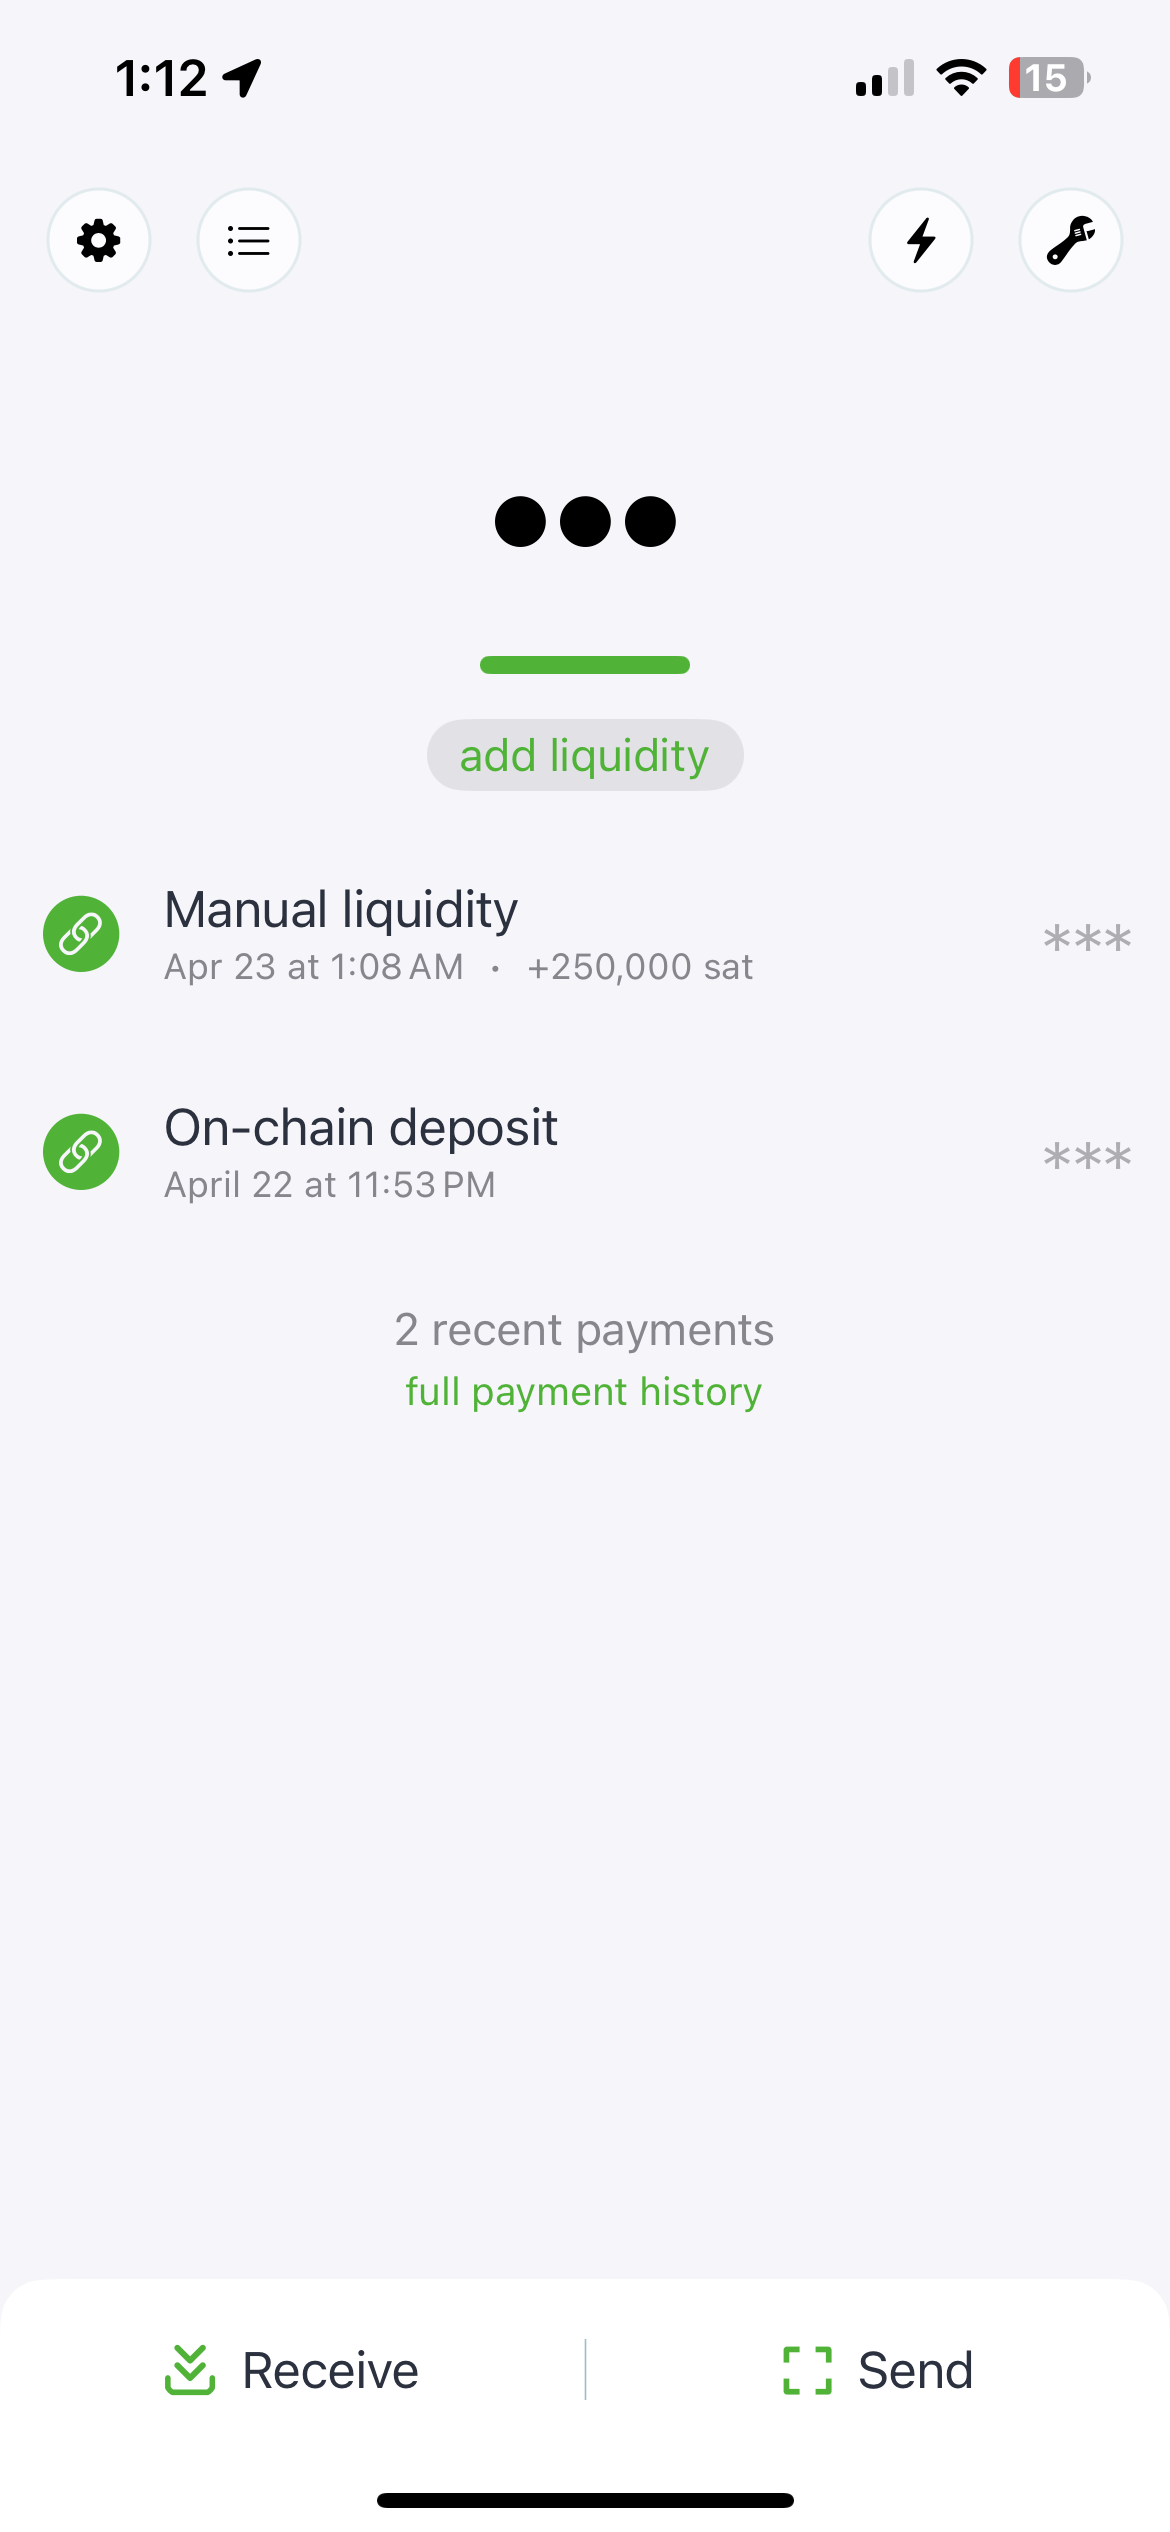 1:12
15
add liquidity
Manual liquidity
***
Apr 23 at 1:08 AM • +250,000 sat
On-chain deposit
***
April 22 at 11:53 PM
2 recent payments
full payment history
Receive
Send